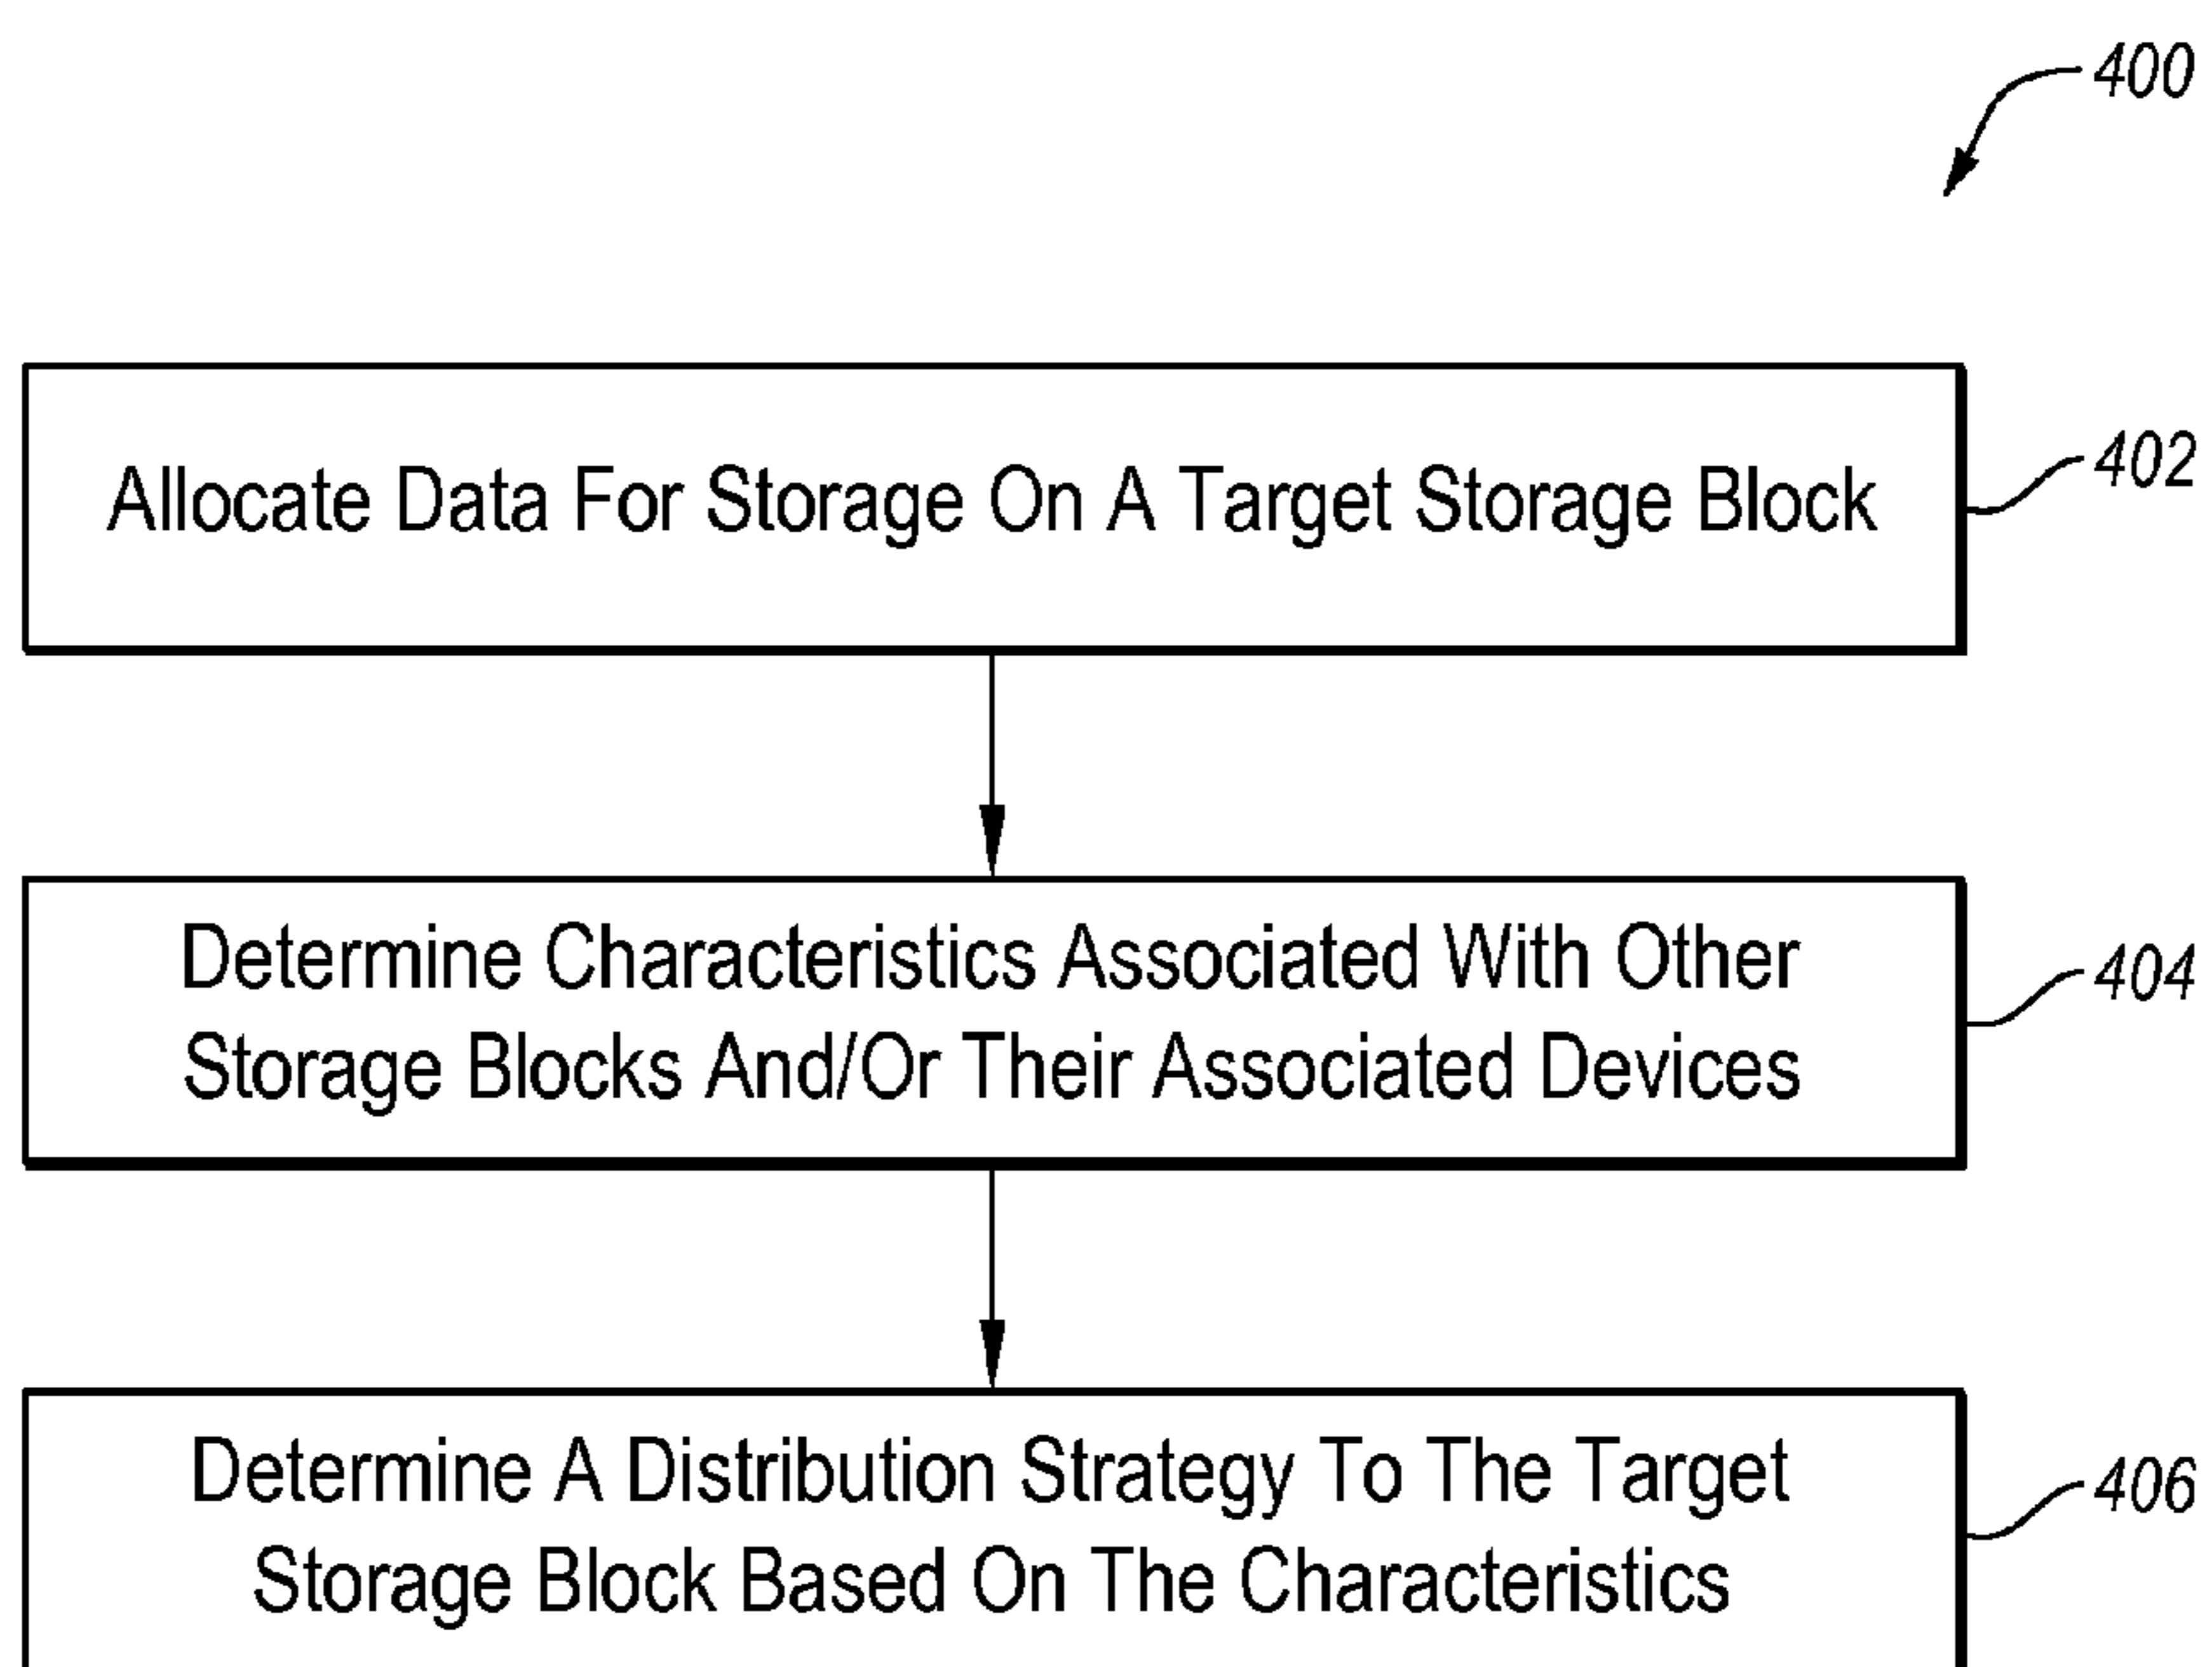 400
Allocate Data For Storage On A Target Storage Block
402
Determine Characteristics Associated With Other
Storage Blocks And/Or Their Associated Devices
404
Determine A Distribution Strategy To The Target
Storage Block Based On The Characteristics
406